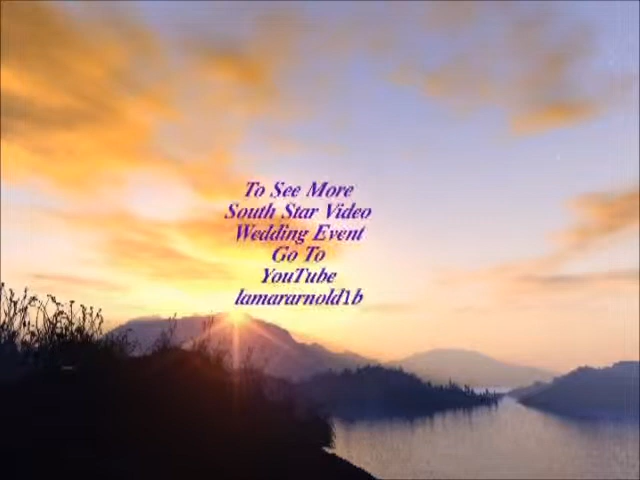 To See More
South Star Video
Wedding Event
Go To
YouTube
lamararnold1b